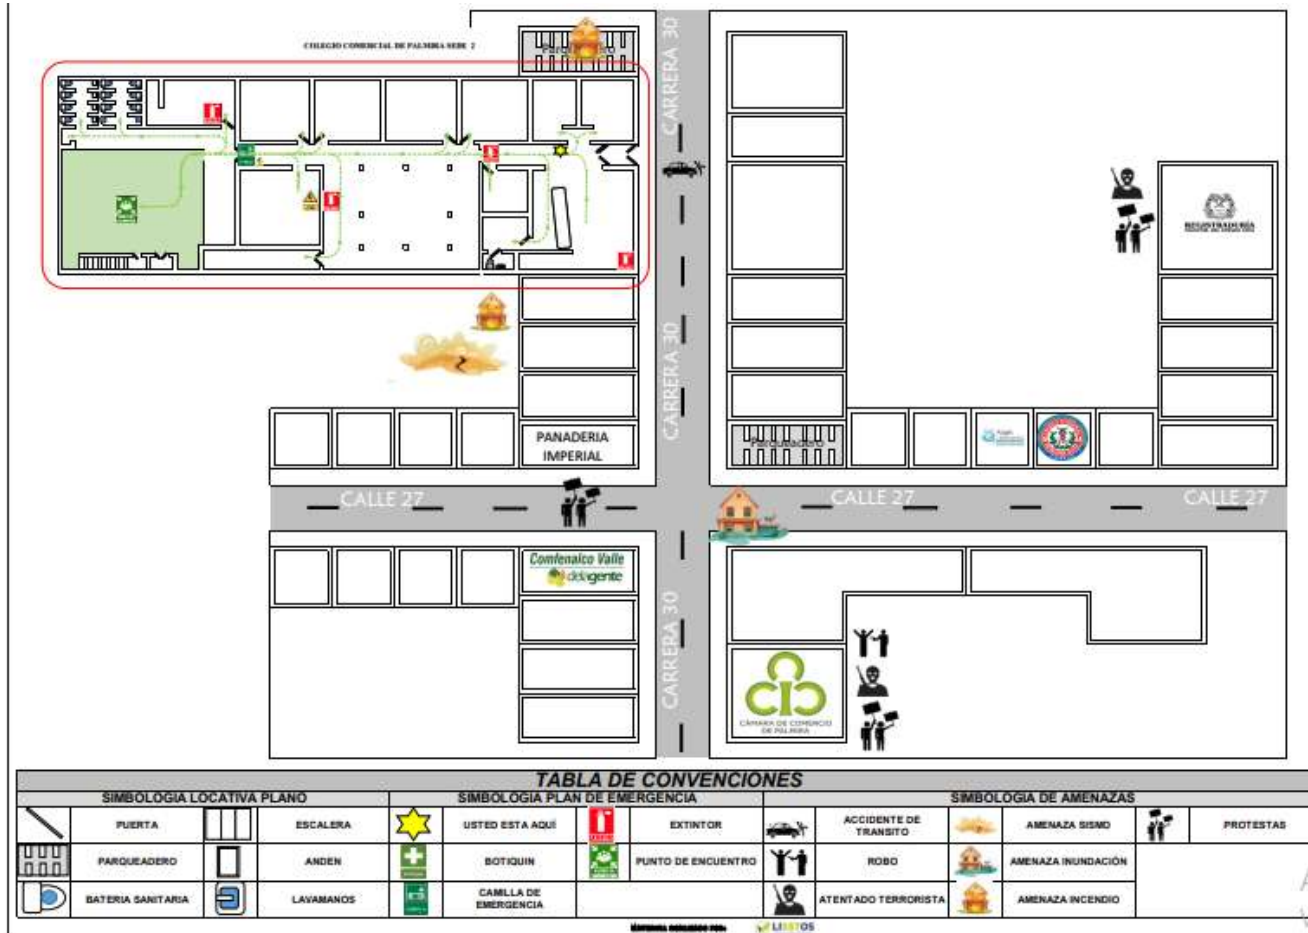 COLEGIO COMERCIAL DE PALMIRA SEDE 2
Parqueadero
CARRERA 30
REGISTRADURÍA
CARRERA 30
Parqueadero
PANADERIA
IMPERIAL
CALLE 27
CALLE 27
CALLE 27
Comfenalco Valle
delagente
CARRERA 30
CÁMARA DE COMERCIO
DE PALMIRA
TABLA DE CONVENCIONES
SIMBOLOGIA LOCATIVA PLANO
SIMBOLOGIA PLAN DE EMERGENCIA
SIMBOLOGIA DE AMENAZAS
PUERTA
ESCALERA
USTED ESTA AQUÍ
EXTINTOR
ACCIDENTE DE
TRANSITO
AMENAZA SISMO
PROTESTAS
PARQUEADERO
ANDEN
BOTIQUIN
PUNTO DE ENCUENTRO
ROBO
AMENAZA INUNDACIÓN
BATERIA SANITARIA
LAVAMANOS
CAMILLA DE
EMERGENCIA
ATENTADO TERRORISTA
AMENAZA INCENDIO